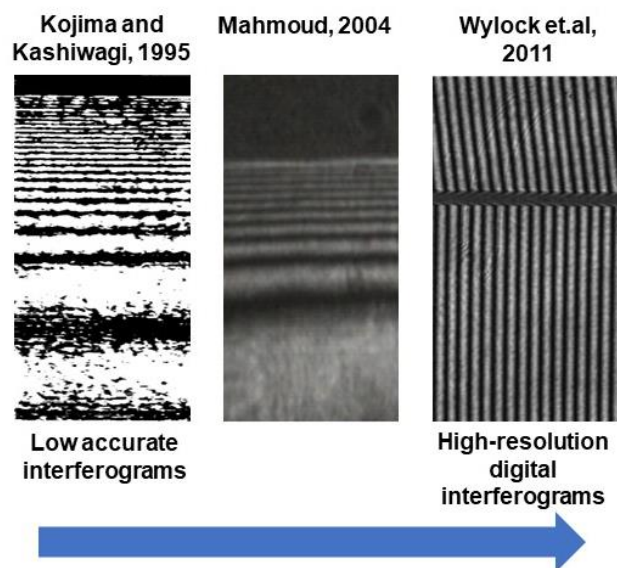 Kojima and
Kashiwagi, 1995
Mahmoud, 2004
Wylock et.al,
2011
Low accurate
interferograms
High-resolution
digital
interferograms